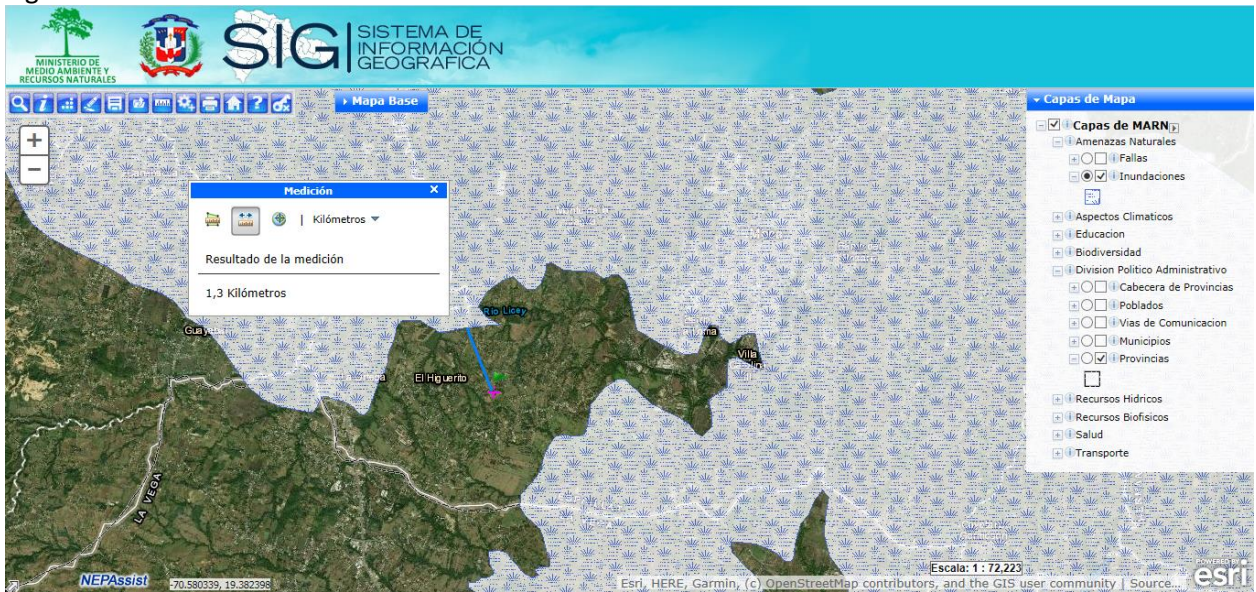 MINISTERIO DE
MEDIO AMBIENTE Y
RECURSOS NATURALES
SIG
SISTEMA DE
INFORMACIÓN
GEOGRAFICA
Mapa Base
Capas de Mapa
Capas de MARN
Amenazas Naturales
Fallas
Inundaciones
Aspectos Climaticos
Educacion
Biodiversidad
Division Politico Administrativo
Cabecera de Provincias
Poblados
Vias de Comunicacion
Municipios
Provincias
Recursos Hidricos
Recursos Biofisicos
Salud
Transporte
+
−
Medición
×
| Kilómetros
Resultado de la medición
1,3 Kilómetros
Río Licey
El Higuerito
Villa
LA VEGA
NEPAssist
-70.580339, 19.382398
Escala: 1 : 72,223
Esri, HERE, Garmin, (c) OpenStreetMap contributors, and the GIS user community | Source...
POWERED BY
esri